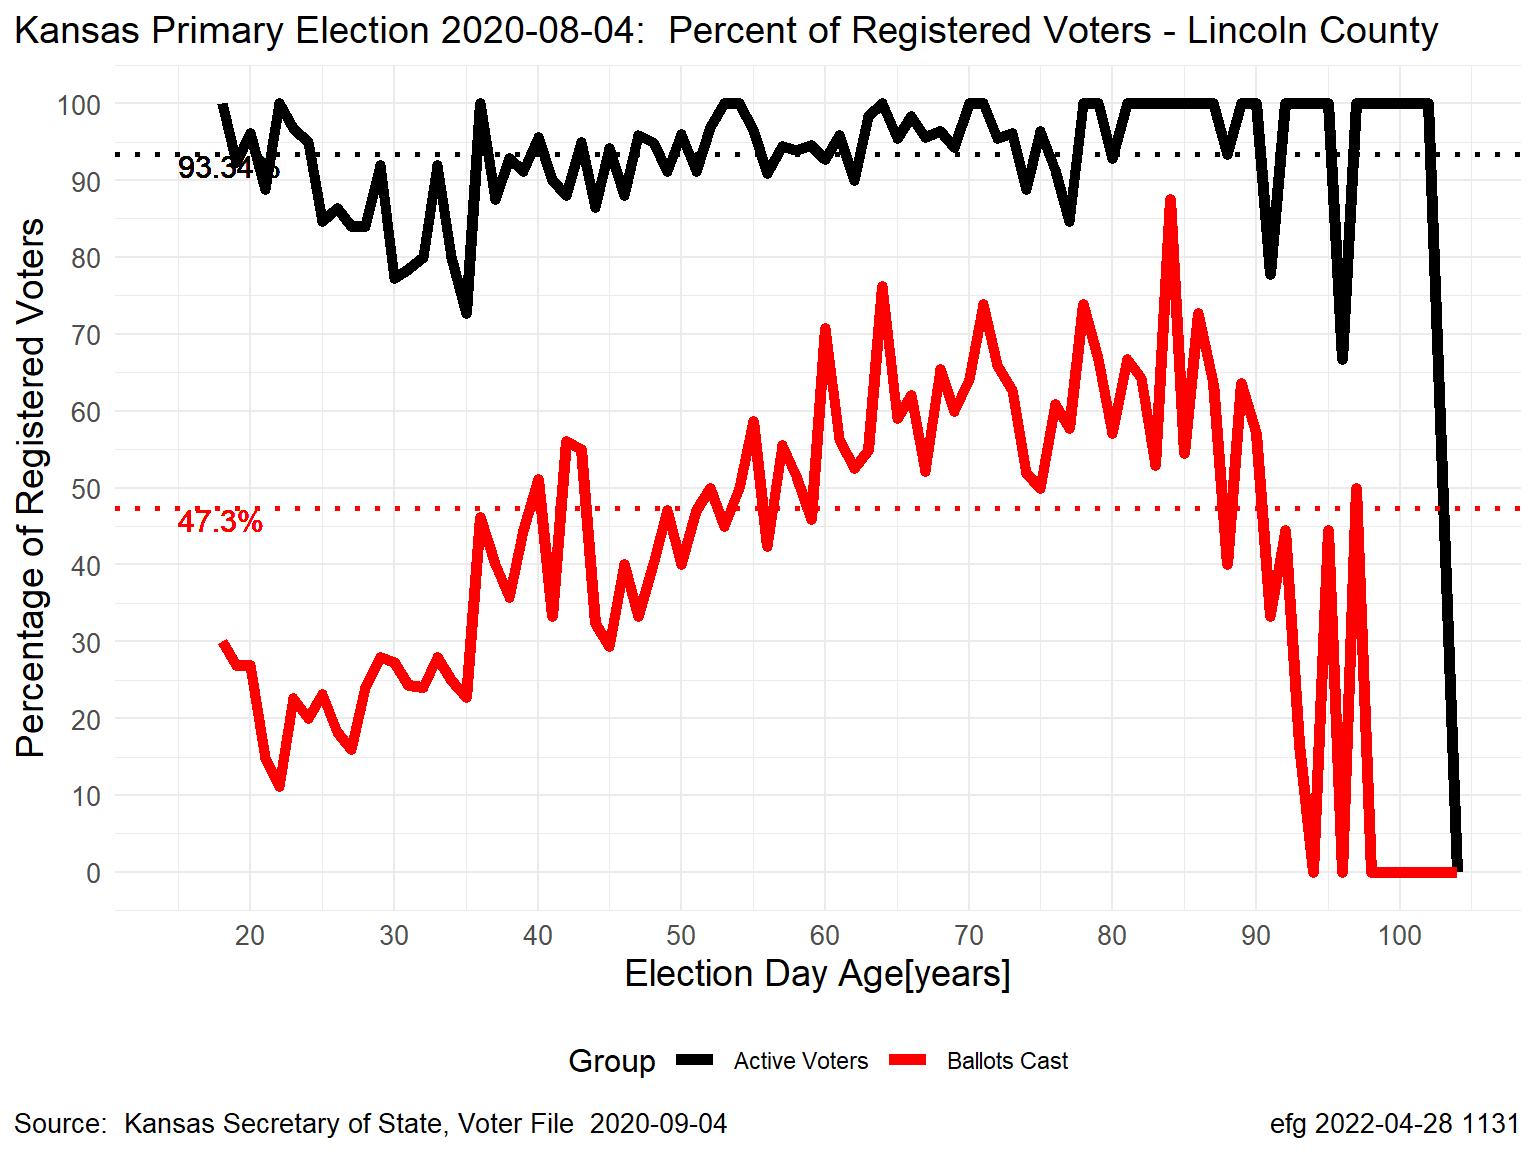 Kansas Primary Election 2020-08-04:  Percent of Registered Voters - Lincoln County
Percentage of Registered Voters
100
90
80
70
60
50
40
30
20
10
0
93.34%
47.3%
20 30 40 50 60 70 80 90 100
Election Day Age[years]
Group Active Voters Ballots Cast
Source:  Kansas Secretary of State, Voter File  2020-09-04
efg 2022-04-28 1131